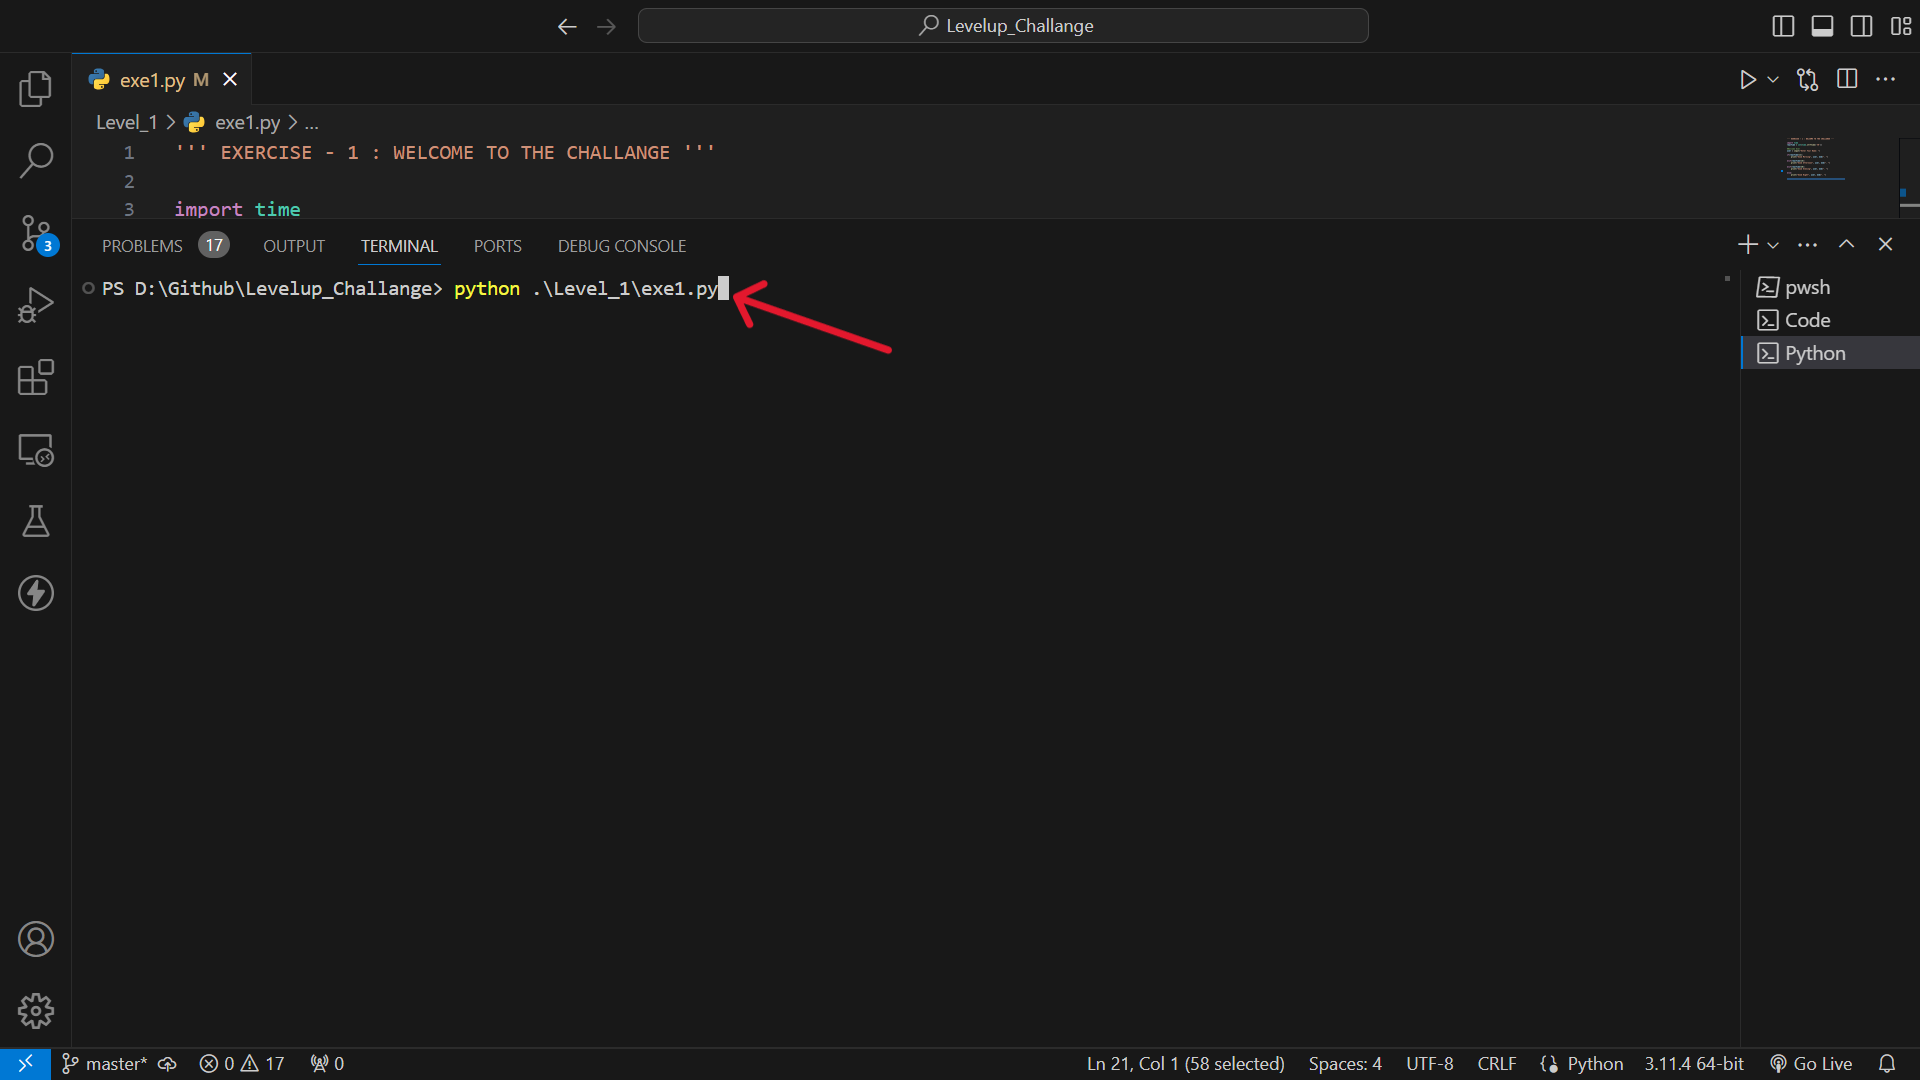 Levelup_Challange
exe1.py M
Level_1 > exe1.py > ...
1 ''' EXERCISE - 1 : WELCOME TO THE CHALLANGE '''
2
3 import time
PROBLEMS 17 OUTPUT TERMINAL PORTS DEBUG CONSOLE
PS D:\Github\Levelup_Challange> python .\Level_1\exe1.py
pwsh
Code
Python
3
master* 0 17 0 Ln 21, Col 1 (58 selected) Spaces: 4 UTF-8 CRLF Python 3.11.4 64-bit Go Live